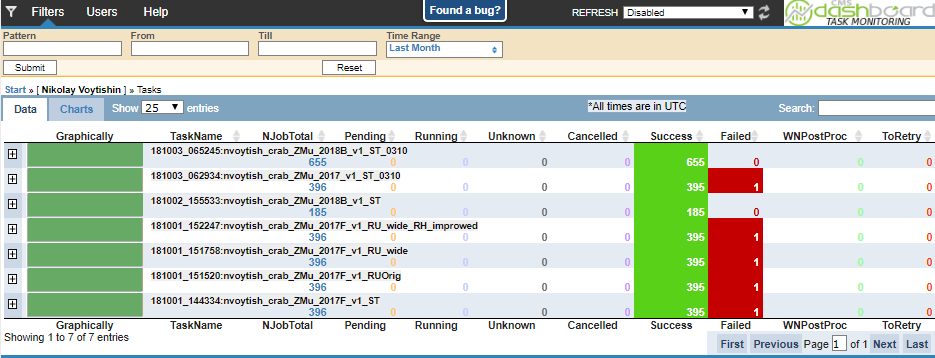 Filters Users Help Found a bug? REFRESH Disabled CMS dashboard
TASK MONITORING
Pattern From Till Time Range
Last Month
Submit Reset
Start » [ Nikolay Voytishin ] » Tasks
Data Charts Show 25 entries *All times are in UTC Search:
Graphically TaskName NJobTotal Pending Running Unknown Cancelled Success Failed WNPostProc ToRetry
181003_065245:nvoytish_crab_ZMu_2018B_v1_ST_0310
655 0 0 0 0 655 0 0 0
181003_062934:nvoytish_crab_ZMu_2017_v1_ST_0310
396 0 0 0 0 395 1 0 0
181002_155533:nvoytish_crab_ZMu_2018B_v1_ST
185 0 0 0 0 185 0 0 0
181001_152247:nvoytish_crab_ZMu_2017F_v1_RU_wide_RH_improwed
396 0 0 0 0 395 1 0 0
181001_151758:nvoytish_crab_ZMu_2017F_v1_RU_wide
396 0 0 0 0 395 1 0 0
181001_151520:nvoytish_crab_ZMu_2017F_v1_RUOrig
396 0 0 0 0 395 1 0 0
181001_144334:nvoytish_crab_ZMu_2017F_v1_ST
396 0 0 0 0 395 1 0 0
Graphically TaskName NJobTotal Pending Running Unknown Cancelled Success Failed WNPostProc ToRetry
Showing 1 to 7 of 7 entries
First Previous Page 1 of 1 Next Last